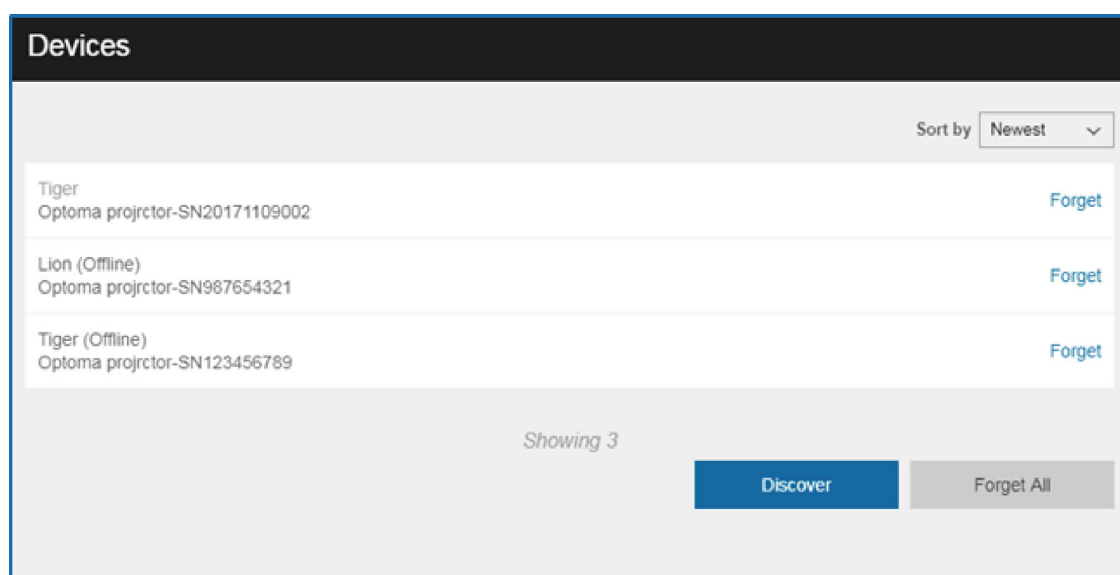 Devices
Sort by Newest
Tiger
Optoma projrctor-SN20171109002
Forget
Lion (Offline)
Optoma projrctor-SN987654321
Forget
Tiger (Offline)
Optoma projrctor-SN123456789
Forget
Showing 3
Discover
Forget All